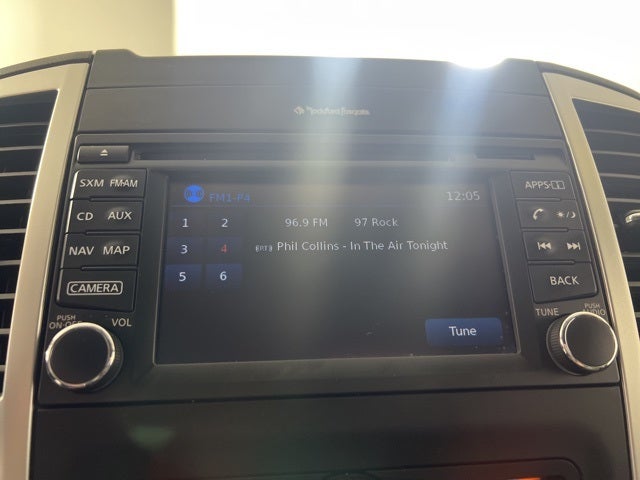 Rockford Fosgate
SXM FM·AM
CD AUX
NAV MAP
CAMERA
PUSH
ON·OFF
VOL
FM1-P4 12:05
1 2 96.9 FM 97 Rock
3 4 Phil Collins - In The Air Tonight
5 6
Tune
APPS
BACK
TUNE
PUSH
AUDIO